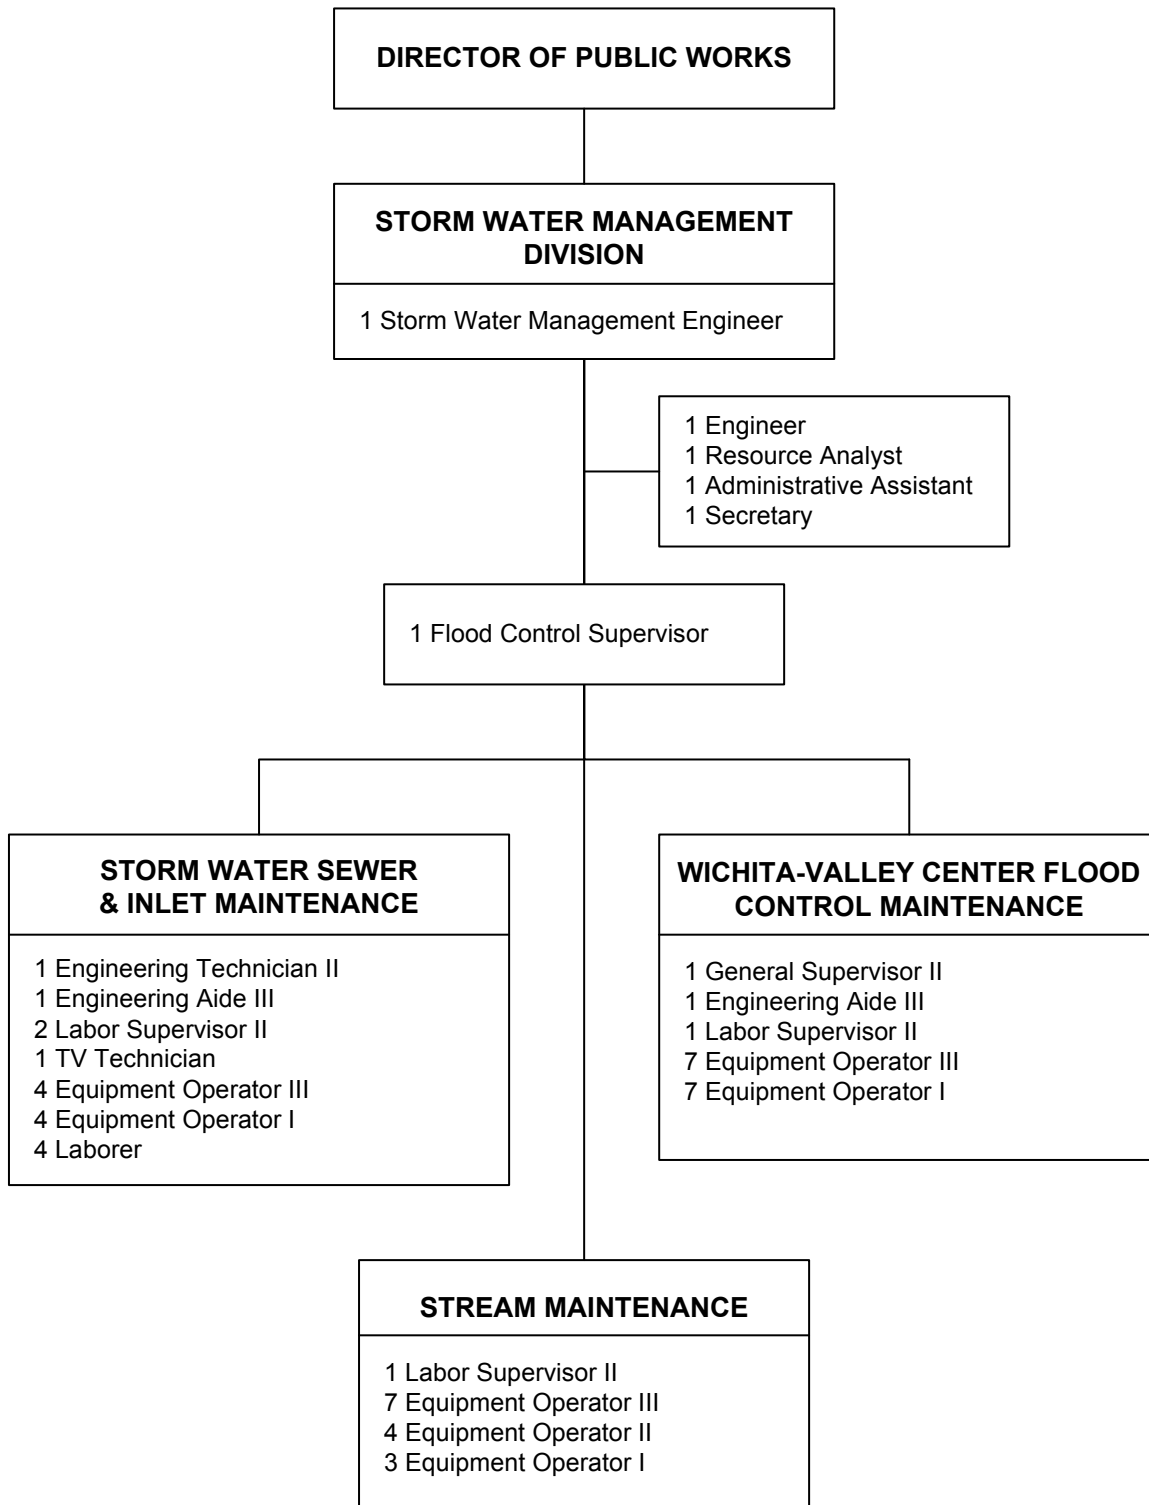 DIRECTOR OF PUBLIC WORKS
STORM WATER MANAGEMENT
DIVISION
1 Storm Water Management Engineer
1 Engineer
1 Resource Analyst
1 Administrative Assistant
1 Secretary
1 Flood Control Supervisor
STORM WATER SEWER
& INLET MAINTENANCE
1 Engineering Technician II
1 Engineering Aide III
2 Labor Supervisor II
1 TV Technician
4 Equipment Operator III
4 Equipment Operator I
4 Laborer
WICHITA-VALLEY CENTER FLOOD
CONTROL MAINTENANCE
1 General Supervisor II
1 Engineering Aide III
1 Labor Supervisor II
7 Equipment Operator III
7 Equipment Operator I
STREAM MAINTENANCE
1 Labor Supervisor II
7 Equipment Operator III
4 Equipment Operator II
3 Equipment Operator I